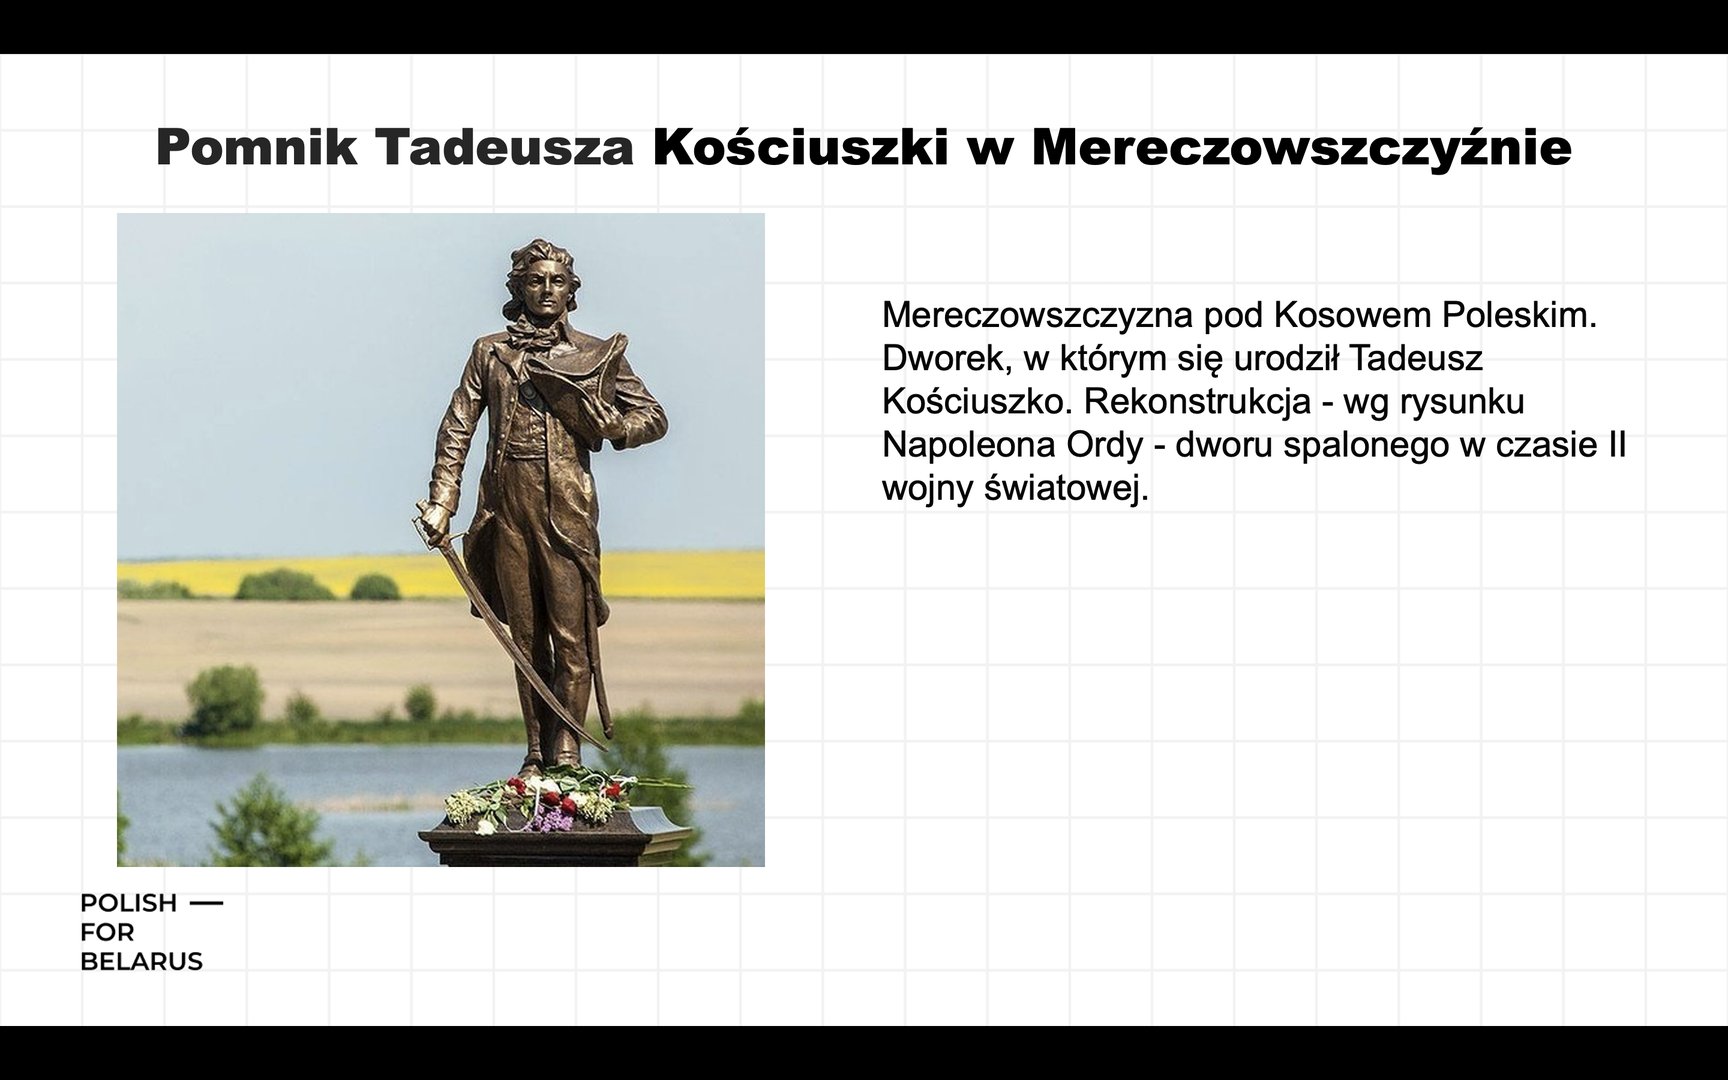 Pomnik Tadeusza Kościuszki w Mereczowszczyźnie
Mereczowszczyzna pod Kosowem Poleskim.
Dworek, w którym się urodził Tadeusz
Kościuszko. Rekonstrukcja - wg rysunku
Napoleona Ordy - dworu spalonego w czasie II
wojny światowej.
POLISH —
FOR
BELARUS